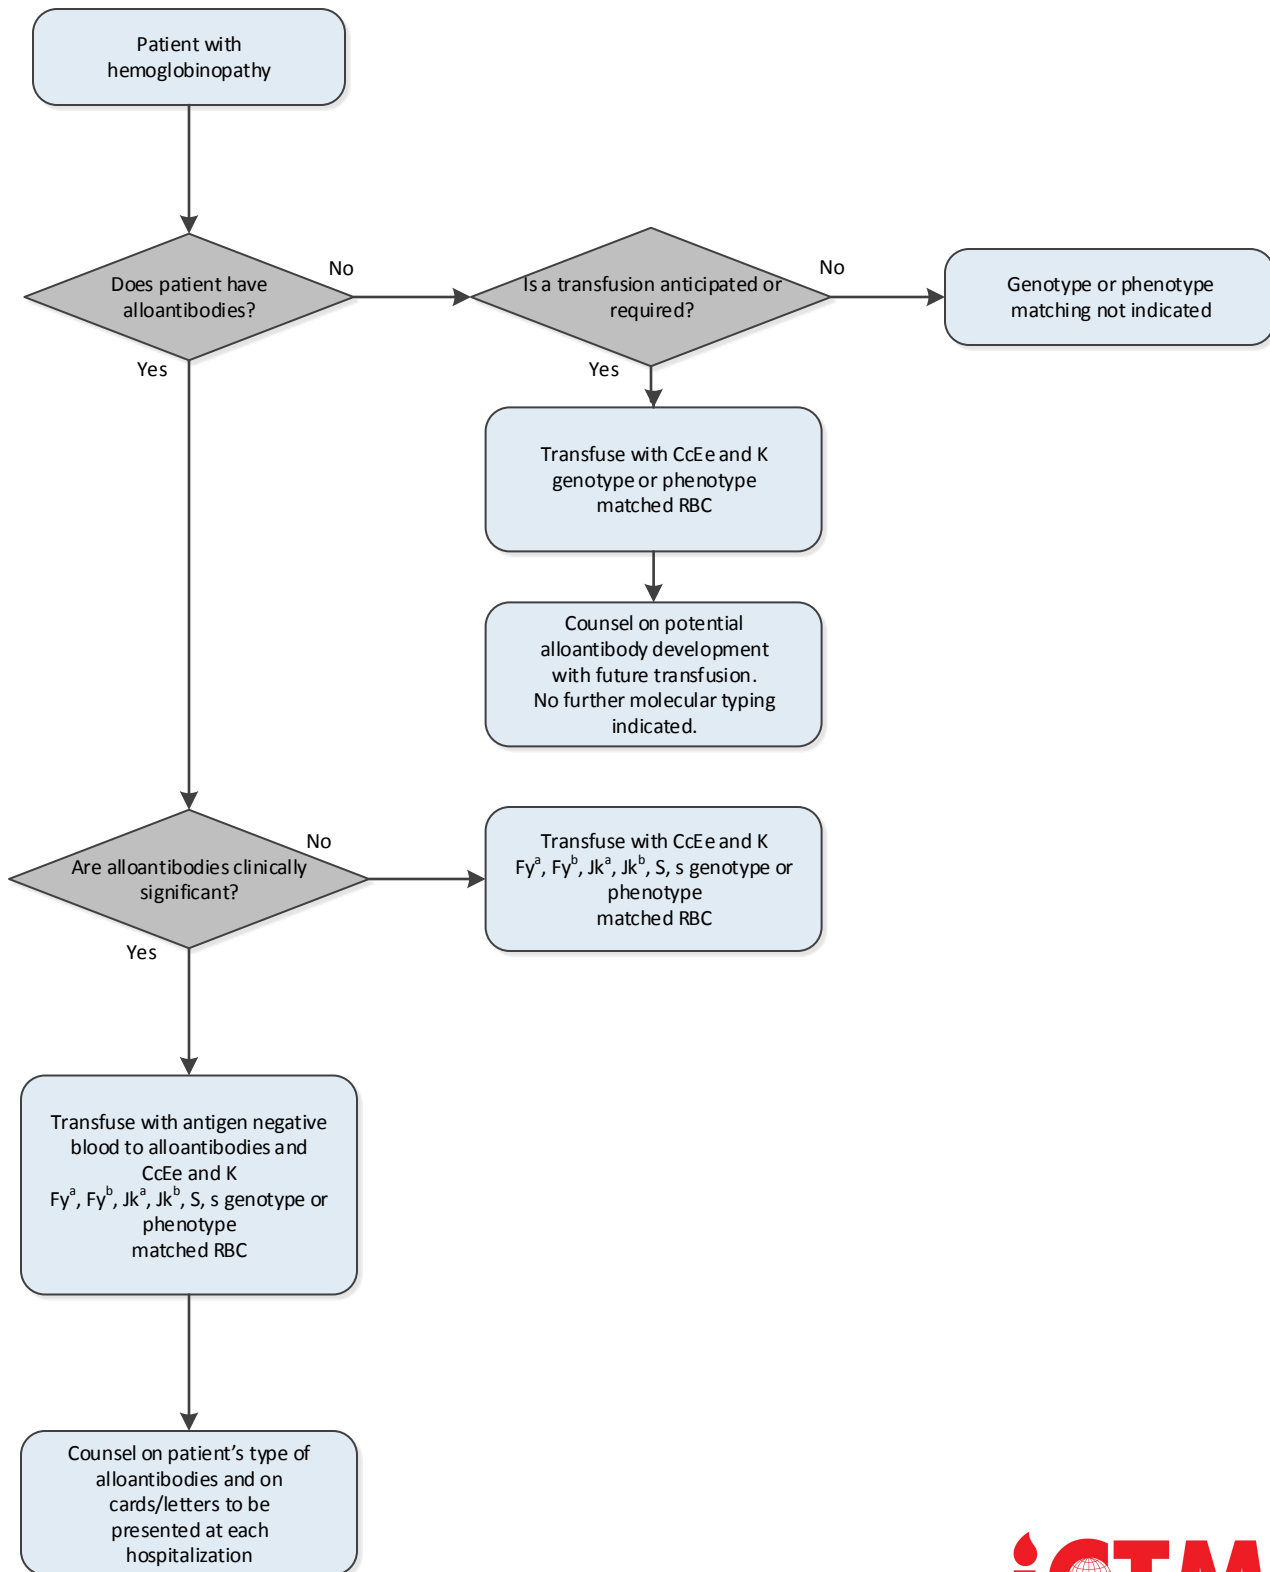 Patient with
hemoglobinopathy
Does patient have
alloantibodies?
No
Is a transfusion anticipated or
required?
No
Genotype or phenotype
matching not indicated
Yes
Yes
Transfuse with CcEe and K
genotype or phenotype
matched RBC
Counsel on potential
alloantibody development
with future transfusion.
No further molecular typing
indicated.
Are alloantibodies clinically
significant?
No
Transfuse with CcEe and K
Fyᵃ, Fyᵇ, Jkᵃ, Jkᵇ, S, s genotype or
phenotype
matched RBC
Yes
Transfuse with antigen negative
blood to alloantibodies and
CcEe and K
Fyᵃ, Fyᵇ, Jkᵃ, Jkᵇ, S, s genotype or
phenotype
matched RBC
Counsel on patient’s type of
alloantibodies and on
cards/letters to be
presented at each
hospitalization
iCTM